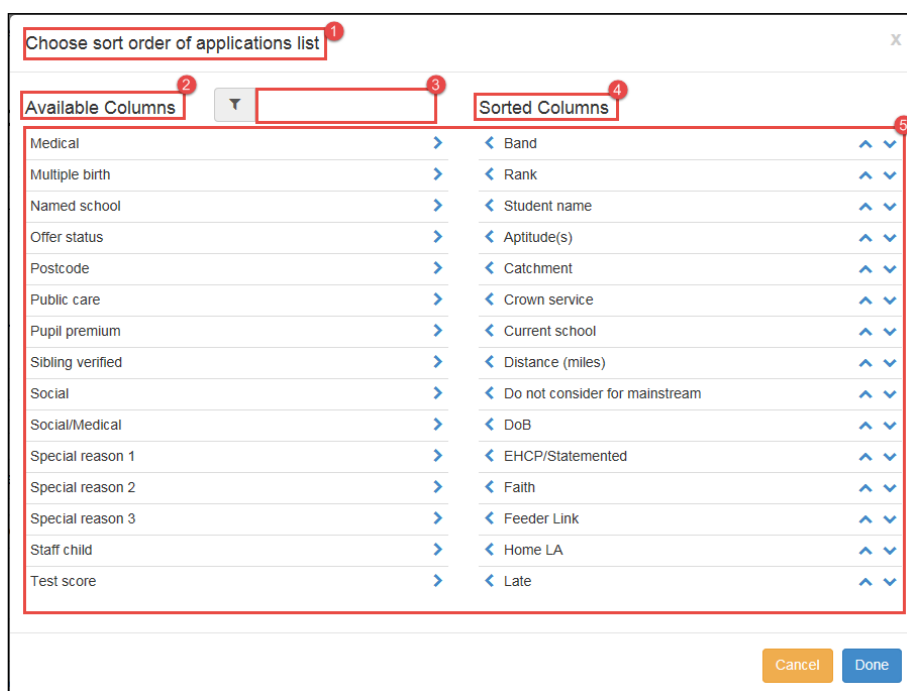 Choose sort order of applications list 1 x
2 3 4
Available Columns Sorted Columns
5
Medical Band
Multiple birth Rank
Named school Student name
Offer status Aptitude(s)
Postcode Catchment
Public care Crown service
Pupil premium Current school
Sibling verified Distance (miles)
Social Do not consider for mainstream
Social/Medical DoB
Special reason 1 EHCP/Statemented
Special reason 2 Faith
Special reason 3 Feeder Link
Staff child Home LA
Test score Late
Cancel Done